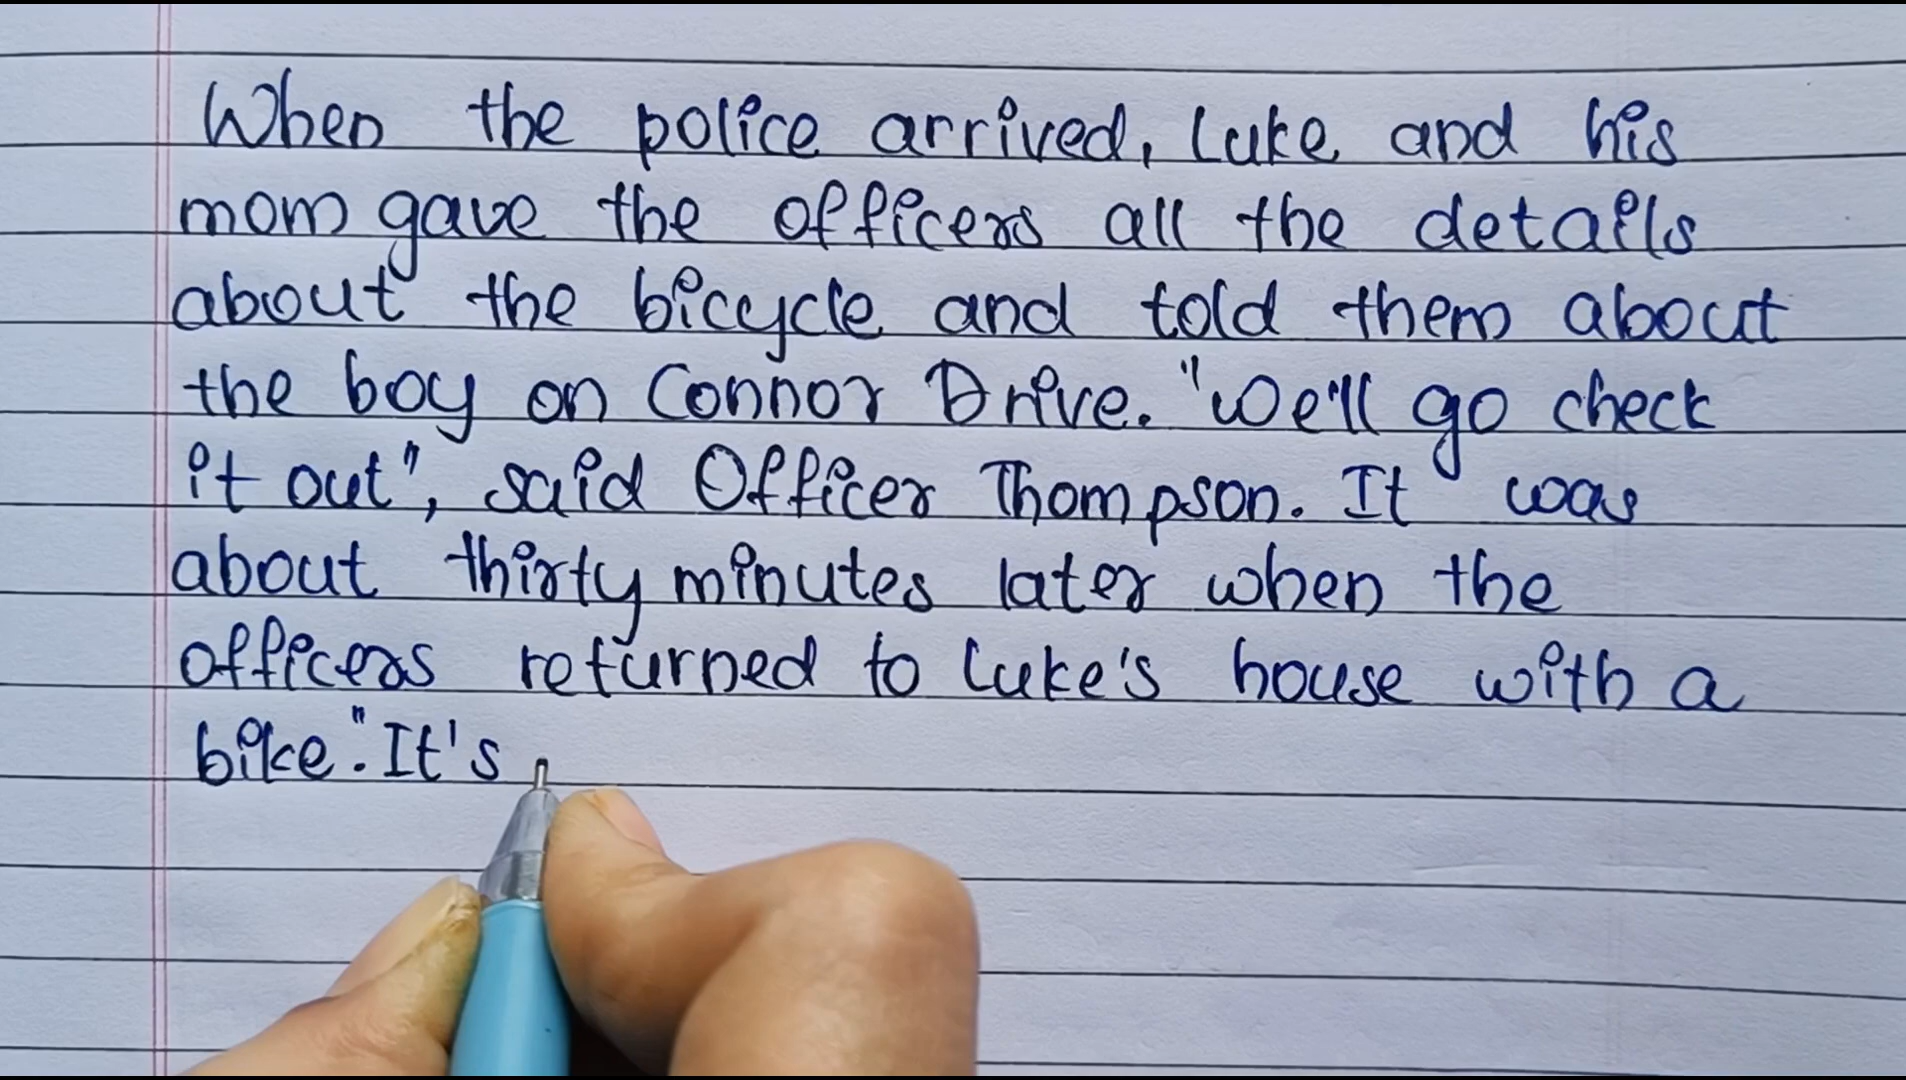 When the police arrived, Luke and his
mom gave the officers all the details
about the bicycle and told them about
the boy on Connor Drive. "We'll go check
it out", said Officer Thompson. It was
about thirty minutes later when the
officers returned to Luke's house with a
bike. "It's